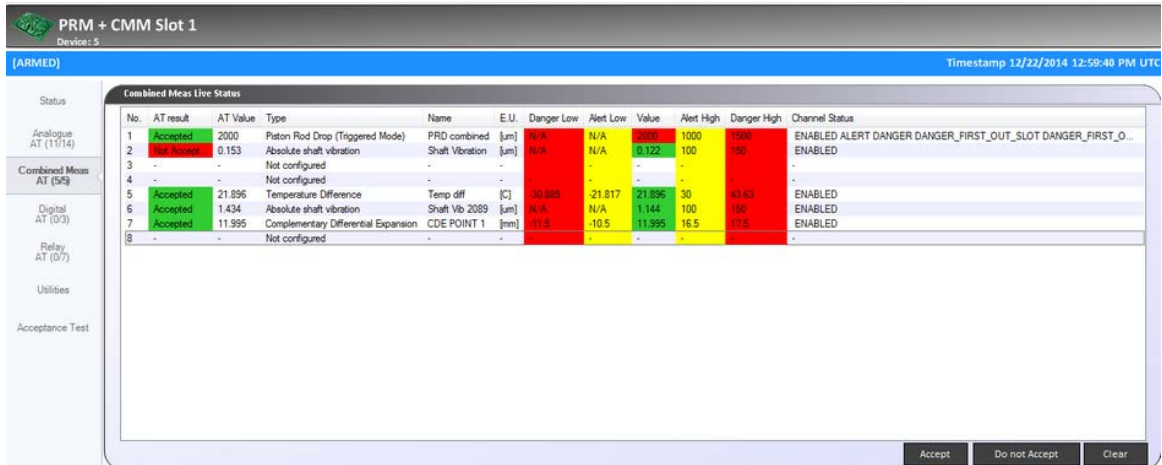 PRM + CMM Slot 1
Device: 5
(ARMED) Timestamp 12/22/2014 12:59:40 PM UTC
Status
Analogue
AT (11/14)
Combined Meas
AT (5/5)
Digital
AT (0/3)
Relay
AT (0/7)
Utilities
Acceptance Test
Combined Meas Live Status
No. AT result AT Value Type Name E.U. Danger Low Alert Low Value Alert High Danger High Channel Status
1 Accepted 2000 Piston Rod Drop (Triggered Mode) PRD combined [um] N/A N/A 2000 1000 1500 ENABLED ALERT DANGER DANGER_FIRST_OUT_SLOT DANGER_FIRST_O...
2 Not Accept... 0.153 Absolute shaft vibration Shaft Vibration [um] N/A N/A 0.122 100 150 ENABLED
3 - - Not configured - - - - - - - -
4 - - Not configured - - - - - - - -
5 Accepted 21.896 Temperature Difference Temp diff [C] -30.889 -21.817 21.896 30 43.63 ENABLED
6 Accepted 1.434 Absolute shaft vibration Shaft Vib 2089 [um] N/A N/A 1.144 100 150 ENABLED
7 Accepted 11.995 Complementary Differential Expansion CDE POINT 1 [mm] -11.5 -10.5 11.995 16.5 17.5 ENABLED
8 - - Not configured - - - - - - - -
Accept Do not Accept Clear